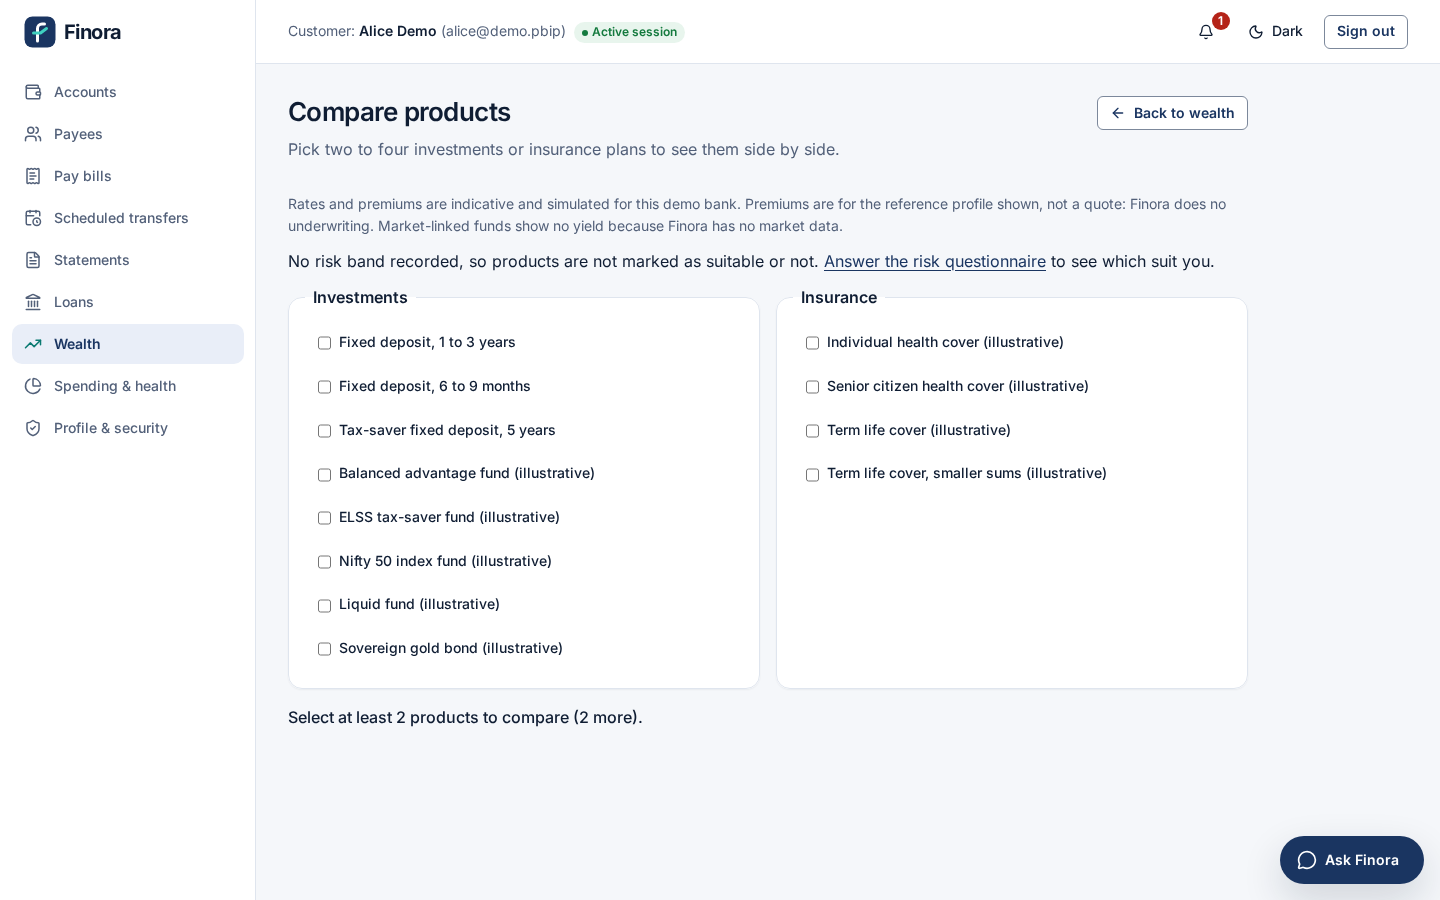 Finora
Customer: Alice Demo (alice@demo.pbip) Active session
1
Dark
Sign out
Accounts
Payees
Pay bills
Scheduled transfers
Statements
Loans
Wealth
Spending & health
Profile & security
Compare products
Back to wealth
Pick two to four investments or insurance plans to see them side by side.
Rates and premiums are indicative and simulated for this demo bank. Premiums are for the reference profile shown, not a quote: Finora does no
underwriting. Market-linked funds show no yield because Finora has no market data.
No risk band recorded, so products are not marked as suitable or not. Answer the risk questionnaire to see which suit you.
Investments
Fixed deposit, 1 to 3 years
Fixed deposit, 6 to 9 months
Tax-saver fixed deposit, 5 years
Balanced advantage fund (illustrative)
ELSS tax-saver fund (illustrative)
Nifty 50 index fund (illustrative)
Liquid fund (illustrative)
Sovereign gold bond (illustrative)
Insurance
Individual health cover (illustrative)
Senior citizen health cover (illustrative)
Term life cover (illustrative)
Term life cover, smaller sums (illustrative)
Select at least 2 products to compare (2 more).
Ask Finora